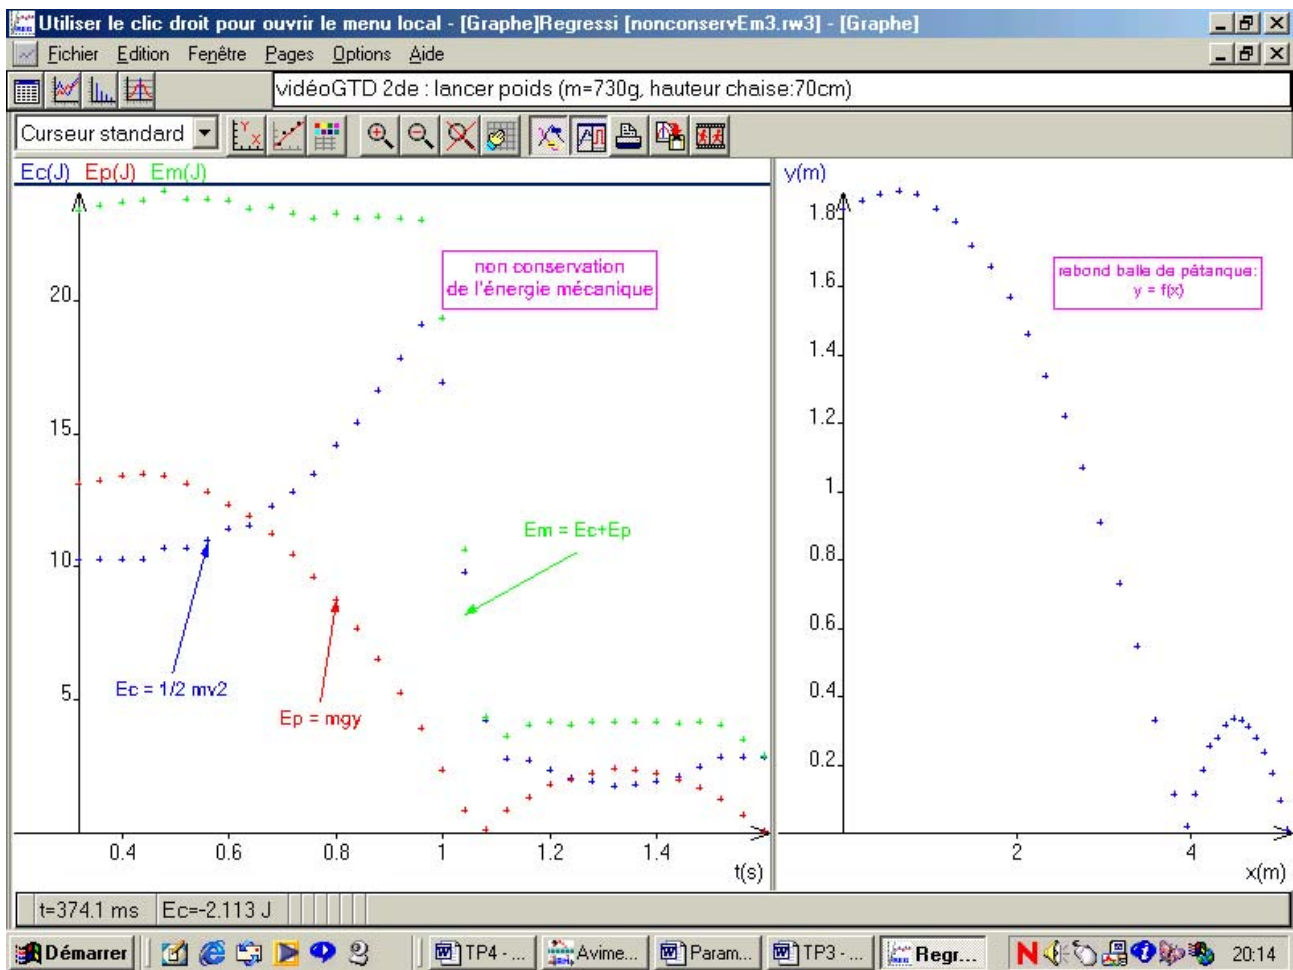 Utiliser le clic droit pour ouvrir le menu local - [Graphe]Regressi [nonconservEm3.rw3] - [Graphe]
Fichier Edition Fenêtre Pages Options Aide
vidéoGTD 2de : lancer poids (m=730g, hauteur chaise:70cm)
Curseur standard
Ec(J) Ep(J) Em(J)
non conservation
de l'énergie mécanique
20
15
10
5
Em = Ec+Ep
Ec = 1/2 mv2
Ep = mgy
0.4 0.6 0.8 1 1.2 1.4
t(s)
y(m)
rebond balle de pétanque:
y = f(x)
1.8
1.6
1.4
1.2
1
0.8
0.6
0.4
0.2
2 4
x(m)
t=374.1 ms Ec=-2.113 J
Démarrer TP4 - ... Avime... Param... TP3 - ... Regr... 20:14